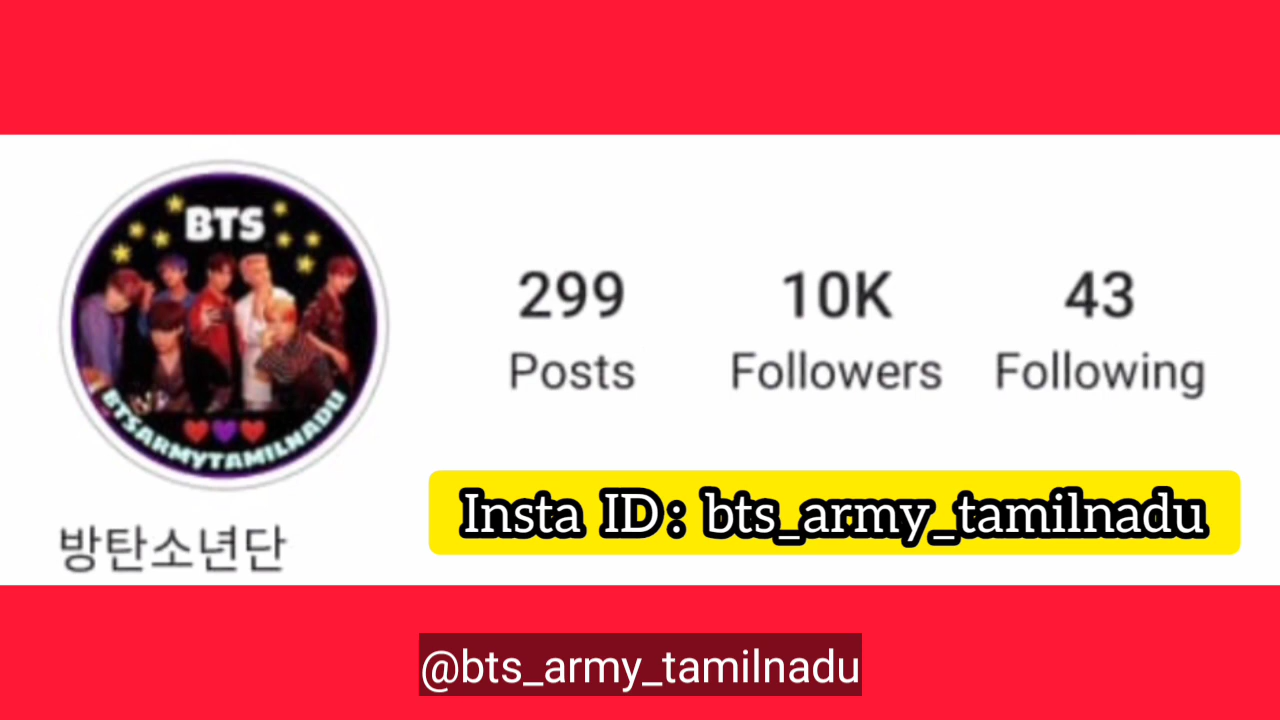 BTS
BTSARMYTAMILNADU
방탄소년단
299
Posts
10K
Followers
43
Following
Insta ID: bts_army_tamilnadu
@bts_army_tamilnadu